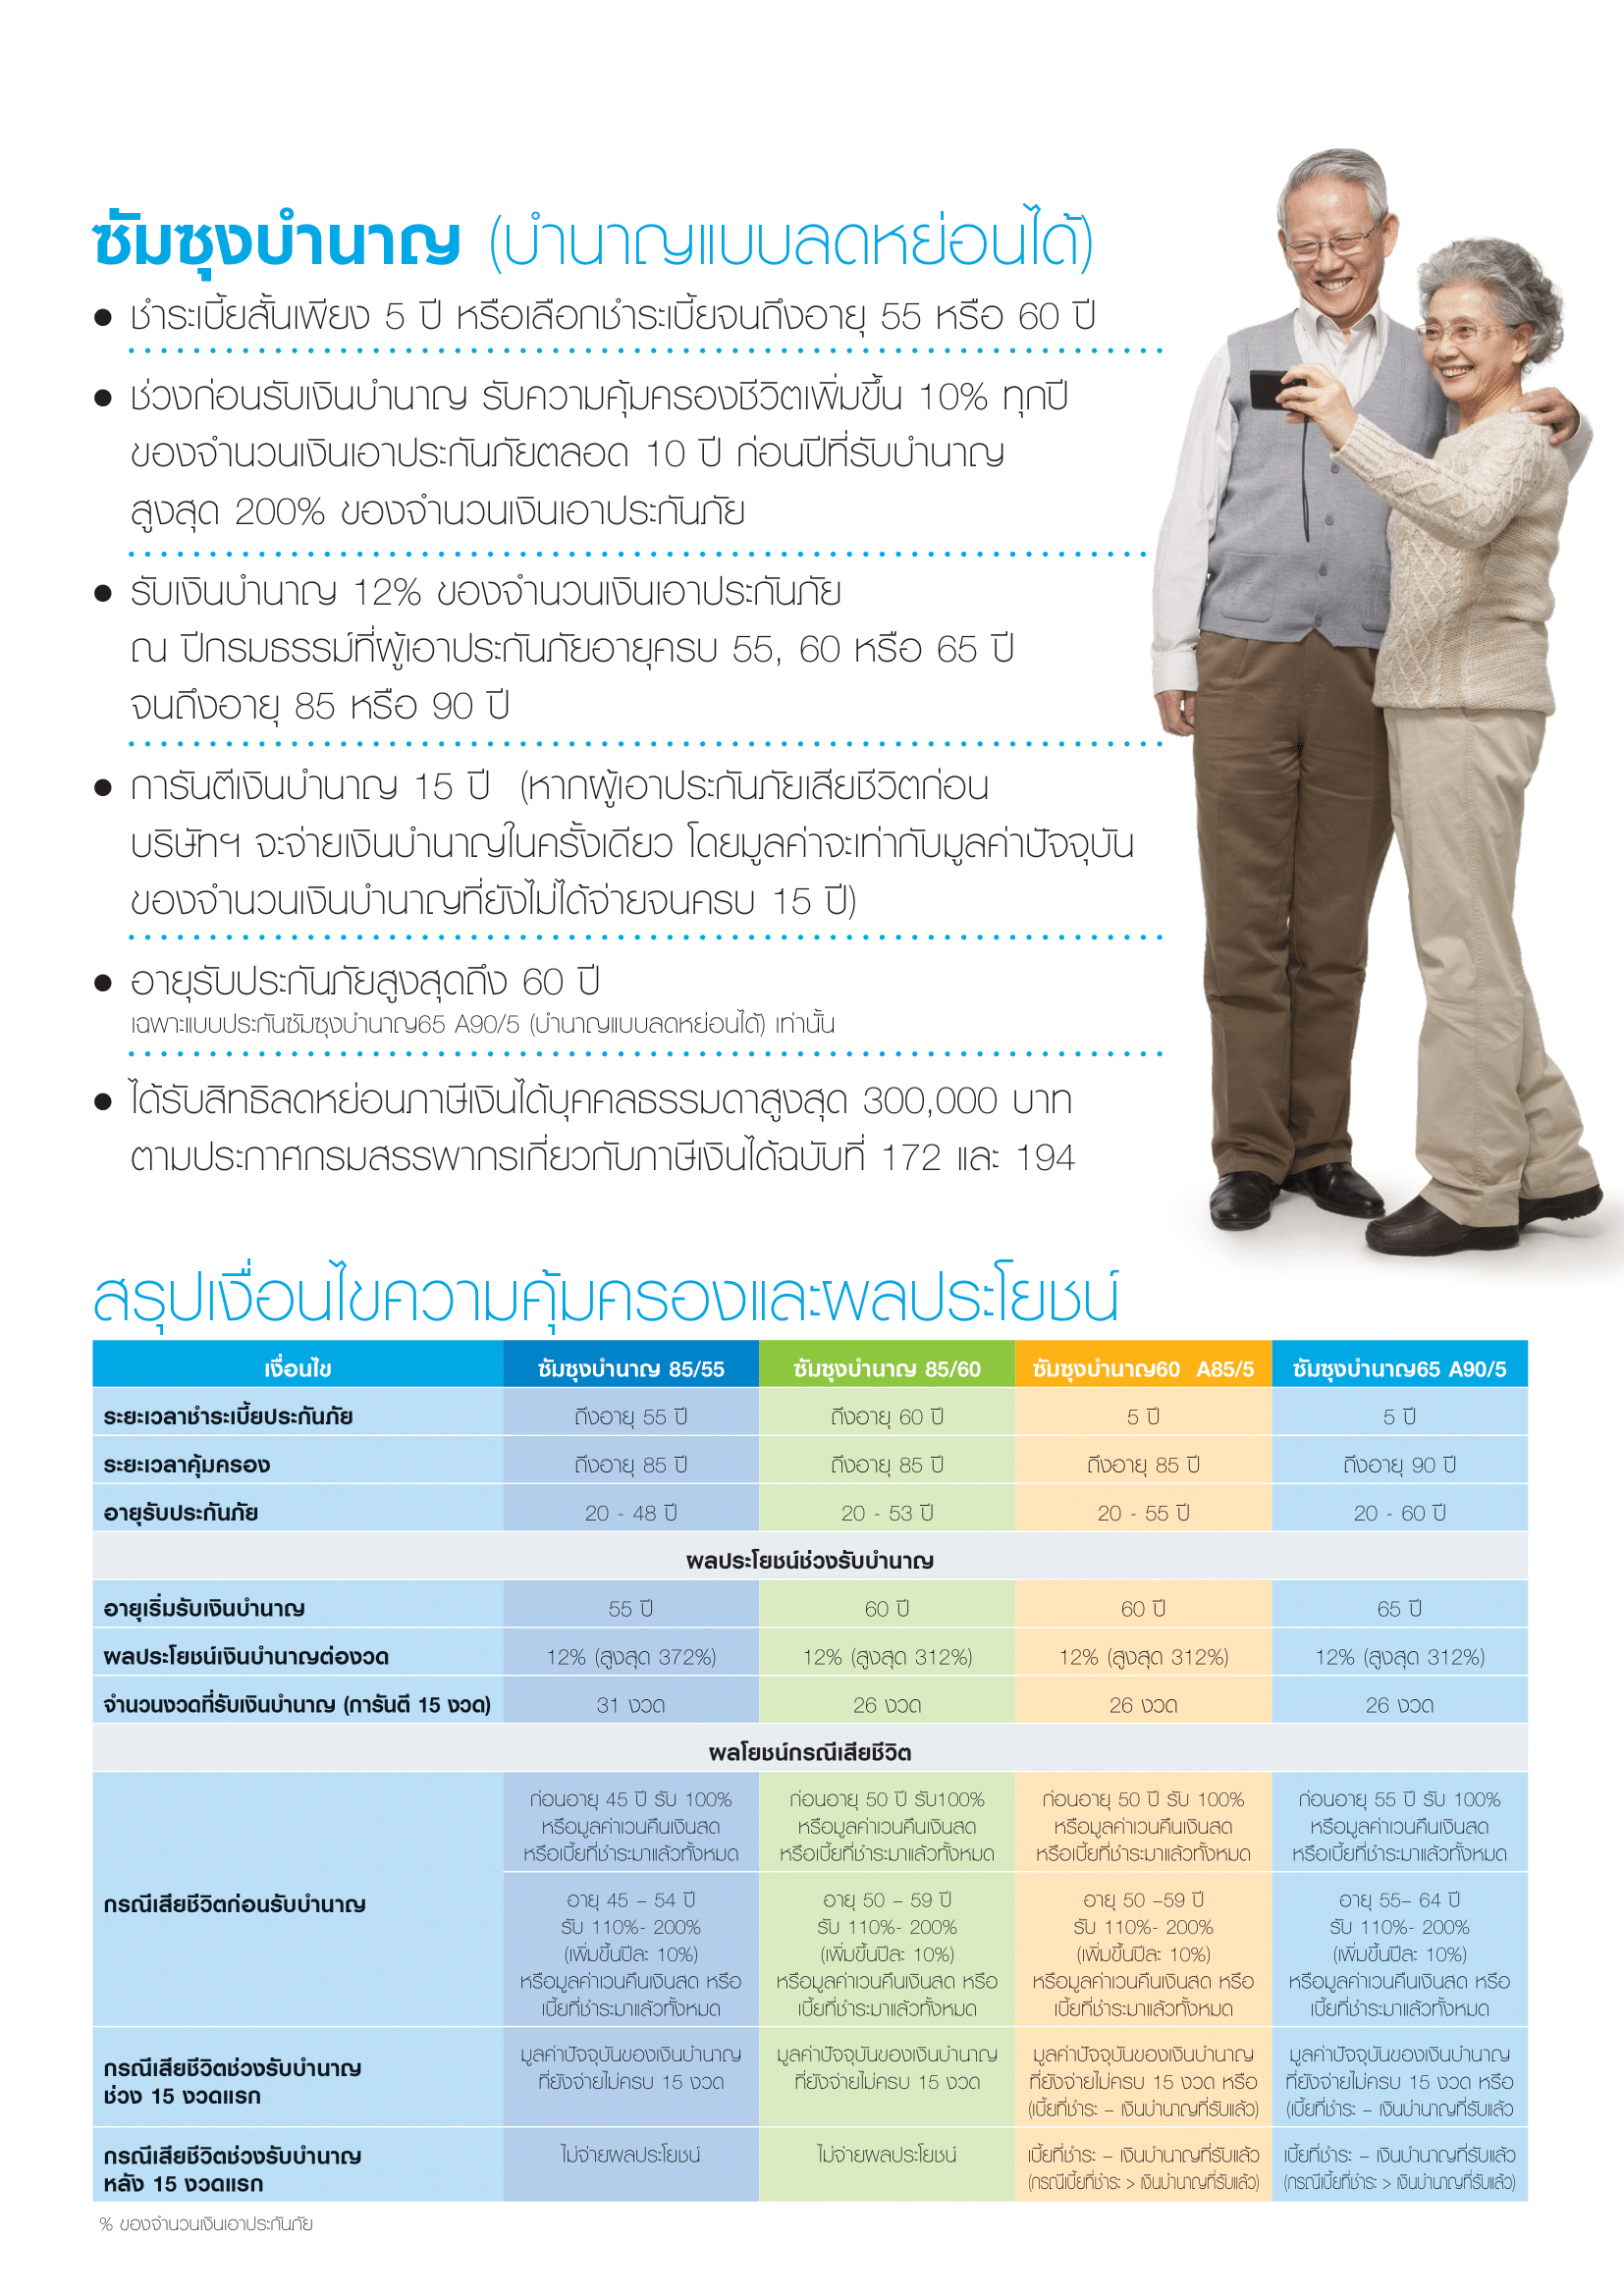 ซัมซุงบำนาญ (บำนาญแบบลดหย่อนได้)
● ชำระเบี้ยสั้นเพียง 5 ปี หรือเลือกชำระเบี้ยจนถึงอายุ 55 หรือ 60 ปี
● ช่วงก่อนรับเงินบำนาญ รับความคุ้มครองชีวิตเพิ่มขึ้น 10% ทุกปี
ของจำนวนเงินเอาประกันภัยตลอด 10 ปี ก่อนปีที่รับบำนาญ
สูงสุด 200% ของจำนวนเงินเอาประกันภัย
● รับเงินบำนาญ 12% ของจำนวนเงินเอาประกันภัย
ณ ปีกรมธรรม์ที่ผู้เอาประกันภัยอายุครบ 55, 60 หรือ 65 ปี
จนถึงอายุ 85 หรือ 90 ปี
● การันตีเงินบำนาญ 15 ปี (หากผู้เอาประกันภัยเสียชีวิตก่อน
บริษัทฯ จะจ่ายเงินบำนาญในครั้งเดียว โดยมูลค่าจะเท่ากับมูลค่าปัจจุบัน
ของจำนวนเงินบำนาญที่ยังไม่ได้จ่ายจนครบ 15 ปี)
● อายุรับประกันภัยสูงสุดถึง 60 ปี
เฉพาะแบบประกันซัมซุงบำนาญ65 A90/5 (บำนาญแบบลดหย่อนได้) เท่านั้น
● ได้รับสิทธิลดหย่อนภาษีเงินได้บุคคลธรรมดาสูงสุด 300,000 บาท
ตามประกาศกรมสรรพากรเกี่ยวกับภาษีเงินได้ฉบับที่ 172 และ 194
สรุปเงื่อนไขความคุ้มครองและผลประโยชน์
เงื่อนไข ซัมซุงบำนาญ 85/55 ซัมซุงบำนาญ 85/60 ซัมซุงบำนาญ60 A85/5 ซัมซุงบำนาญ65 A90/5
ระยะเวลาชำระเบี้ยประกันภัย ถึงอายุ 55 ปี ถึงอายุ 60 ปี 5 ปี 5 ปี
ระยะเวลาคุ้มครอง ถึงอายุ 85 ปี ถึงอายุ 85 ปี ถึงอายุ 85 ปี ถึงอายุ 90 ปี
อายุรับประกันภัย 20 - 48 ปี 20 - 53 ปี 20 - 55 ปี 20 - 60 ปี
ผลประโยชน์ช่วงรับบำนาญ
อายุเริ่มรับเงินบำนาญ 55 ปี 60 ปี 60 ปี 65 ปี
ผลประโยชน์เงินบำนาญต่องวด 12% (สูงสุด 372%) 12% (สูงสุด 312%) 12% (สูงสุด 312%) 12% (สูงสุด 312%)
จำนวนงวดที่รับเงินบำนาญ (การันตี 15 งวด) 31 งวด 26 งวด 26 งวด 26 งวด
ผลโยชน์กรณีเสียชีวิต
กรณีเสียชีวิตก่อนรับบำนาญ
ก่อนอายุ 45 ปี รับ 100% ก่อนอายุ 50 ปี รับ100% ก่อนอายุ 50 ปี รับ 100% ก่อนอายุ 55 ปี รับ 100%
หรือมูลค่าเวนคืนเงินสด หรือมูลค่าเวนคืนเงินสด หรือมูลค่าเวนคืนเงินสด หรือมูลค่าเวนคืนเงินสด
หรือเบี้ยที่ชำระมาแล้วทั้งหมด หรือเบี้ยที่ชำระมาแล้วทั้งหมด หรือเบี้ยที่ชำระมาแล้วทั้งหมด หรือเบี้ยที่ชำระมาแล้วทั้งหมด
อายุ 45 – 54 ปี อายุ 50 – 59 ปี อายุ 50 –59 ปี อายุ 55– 64 ปี
รับ 110%- 200% รับ 110%- 200% รับ 110%- 200% รับ 110%- 200%
(เพิ่มขึ้นปีละ 10%) (เพิ่มขึ้นปีละ 10%) (เพิ่มขึ้นปีละ 10%) (เพิ่มขึ้นปีละ 10%)
หรือมูลค่าเวนคืนเงินสด หรือ หรือมูลค่าเวนคืนเงินสด หรือ หรือมูลค่าเวนคืนเงินสด หรือ หรือมูลค่าเวนคืนเงินสด หรือ
เบี้ยที่ชำระมาแล้วทั้งหมด เบี้ยที่ชำระมาแล้วทั้งหมด เบี้ยที่ชำระมาแล้วทั้งหมด เบี้ยที่ชำระมาแล้วทั้งหมด
กรณีเสียชีวิตช่วงรับบำนาญ มูลค่าปัจจุบันของเงินบำนาญ มูลค่าปัจจุบันของเงินบำนาญ มูลค่าปัจจุบันของเงินบำนาญ มูลค่าปัจจุบันของเงินบำนาญ
ช่วง 15 งวดแรก ที่ยังจ่ายไม่ครบ 15 งวด ที่ยังจ่ายไม่ครบ 15 งวด ที่ยังจ่ายไม่ครบ 15 งวด หรือ ที่ยังจ่ายไม่ครบ 15 งวด หรือ
(เบี้ยที่ชำระ – เงินบำนาญที่รับแล้ว) (เบี้ยที่ชำระ – เงินบำนาญที่รับแล้ว
กรณีเสียชีวิตช่วงรับบำนาญ ไม่จ่ายผลประโยชน์ ไม่จ่ายผลประโยชน์ เบี้ยที่ชำระ – เงินบำนาญที่รับแล้ว เบี้ยที่ชำระ – เงินบำนาญที่รับแล้ว
หลัง 15 งวดแรก (กรณีเบี้ยที่ชำระ > เงินบำนาญที่รับแล้ว) (กรณีเบี้ยที่ชำระ > เงินบำนาญที่รับแล้ว)
% ของจำนวนเงินเอาประกันภัย